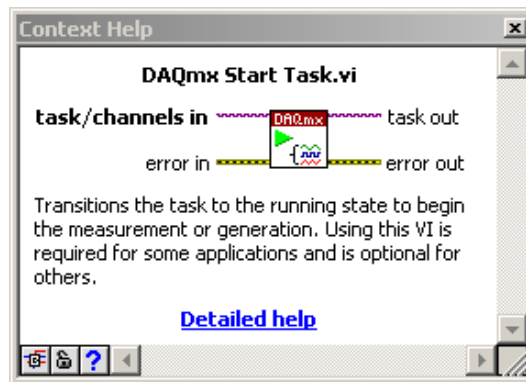 Context Help
DAQmx Start Task.vi
task/channels in DAQmx task out
error in error out
Transitions the task to the running state to begin
the measurement or generation. Using this VI is
required for some applications and is optional for
others.
Detailed help
?